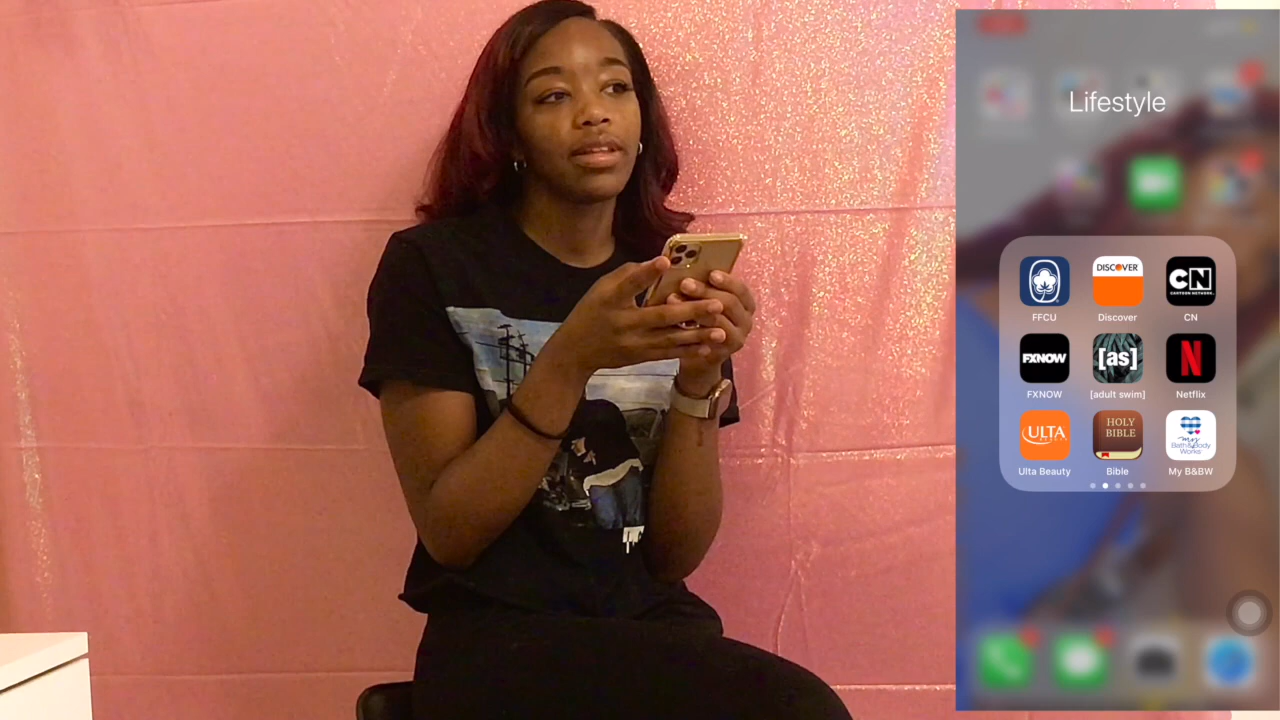 Lifestyle
DISCOVER
CN
CARTOON NETWORK
FFCU
Discover
CN
FXNOW
[as]
N
FXNOW
[adult swim]
Netflix
ULTA
BEAUTY
HOLY
BIBLE
my
Bath & Body
Works
Ulta Beauty
Bible
My B&BW